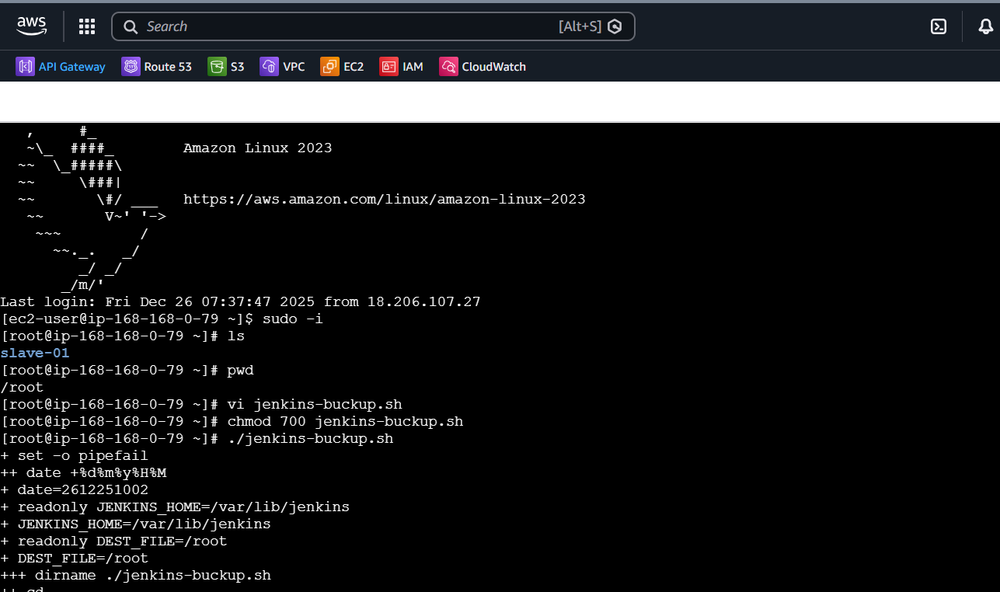 aws
Search [Alt+S]
API Gateway Route 53 S3 VPC EC2 IAM CloudWatch
   ,     #_
   ~\_  ####_        Amazon Linux 2023
  ~~  \_#####\
  ~~     \###|
  ~~       \#/ ___   https://aws.amazon.com/linux/amazon-linux-2023
   ~~       V~' '->
    ~~~         /
      ~~._.   _/
         _/ _/
       _/m/'
Last login: Fri Dec 26 07:37:47 2025 from 18.206.107.27
[ec2-user@ip-168-168-0-79 ~]$ sudo -i
[root@ip-168-168-0-79 ~]# ls
slave-01
[root@ip-168-168-0-79 ~]# pwd
/root
[root@ip-168-168-0-79 ~]# vi jenkins-buckup.sh
[root@ip-168-168-0-79 ~]# chmod 700 jenkins-buckup.sh
[root@ip-168-168-0-79 ~]# ./jenkins-buckup.sh
+ set -o pipefail
++ date +%d%m%y%H%M
+ date=2612251002
+ readonly JENKINS_HOME=/var/lib/jenkins
+ JENKINS_HOME=/var/lib/jenkins
+ readonly DEST_FILE=/root
+ DEST_FILE=/root
+++ dirname ./jenkins-buckup.sh
++ cd